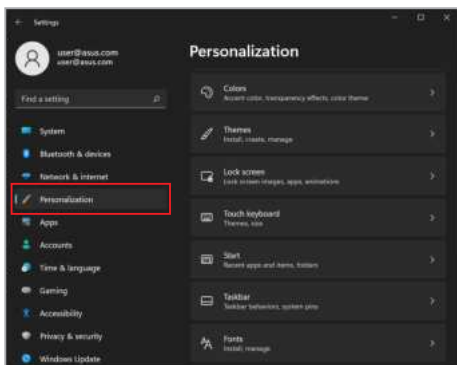 Settings
user@asus.com
user@asus.com
Find a setting
System
Bluetooth & devices
Network & internet
Personalization
Apps
Accounts
Time & language
Gaming
Accessibility
Privacy & security
Windows Update
Personalization
Colors
Accent color, transparency effects, color theme
Themes
Install, create, manage
Lock screen
Lock screen images, apps, animations
Touch keyboard
Themes, size
Start
Recent apps and items, folders
Taskbar
Taskbar behaviors, system pins
Fonts
Install, manage